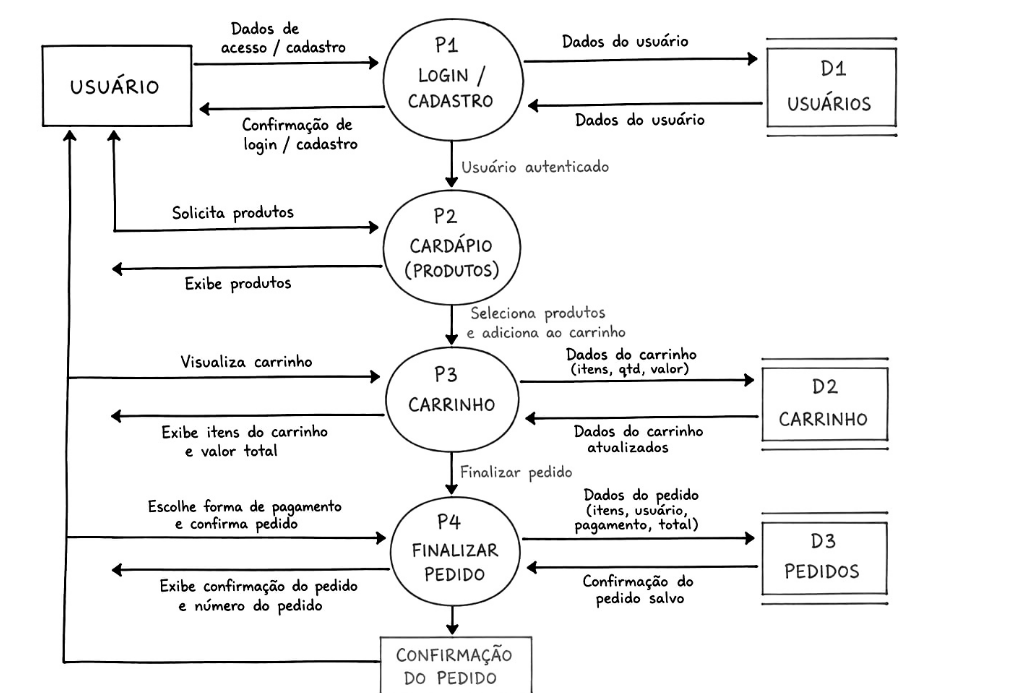 Dados de
acesso / cadastro
P1
LOGIN /
CADASTRO
Dados do usuário
D1
USUÁRIOS
USUÁRIO
Confirmação de
login / cadastro
Dados do usuário
Usuário autenticado
Solicita produtos
P2
CARDÁPIO
(PRODUTOS)
Exibe produtos
Seleciona produtos
e adiciona ao carrinho
Visualiza carrinho
P3
CARRINHO
Dados do carrinho
(itens, qtd, valor)
D2
CARRINHO
Exibe itens do carrinho
e valor total
Dados do carrinho
atualizados
Finalizar pedido
Escolhe forma de pagamento
e confirma pedido
P4
FINALIZAR
PEDIDO
Dados do pedido
(itens, usuário,
pagamento, total)
D3
PEDIDOS
Exibe confirmação do pedido
e número do pedido
Confirmação do
pedido salvo
CONFIRMAÇÃO
DO PEDIDO